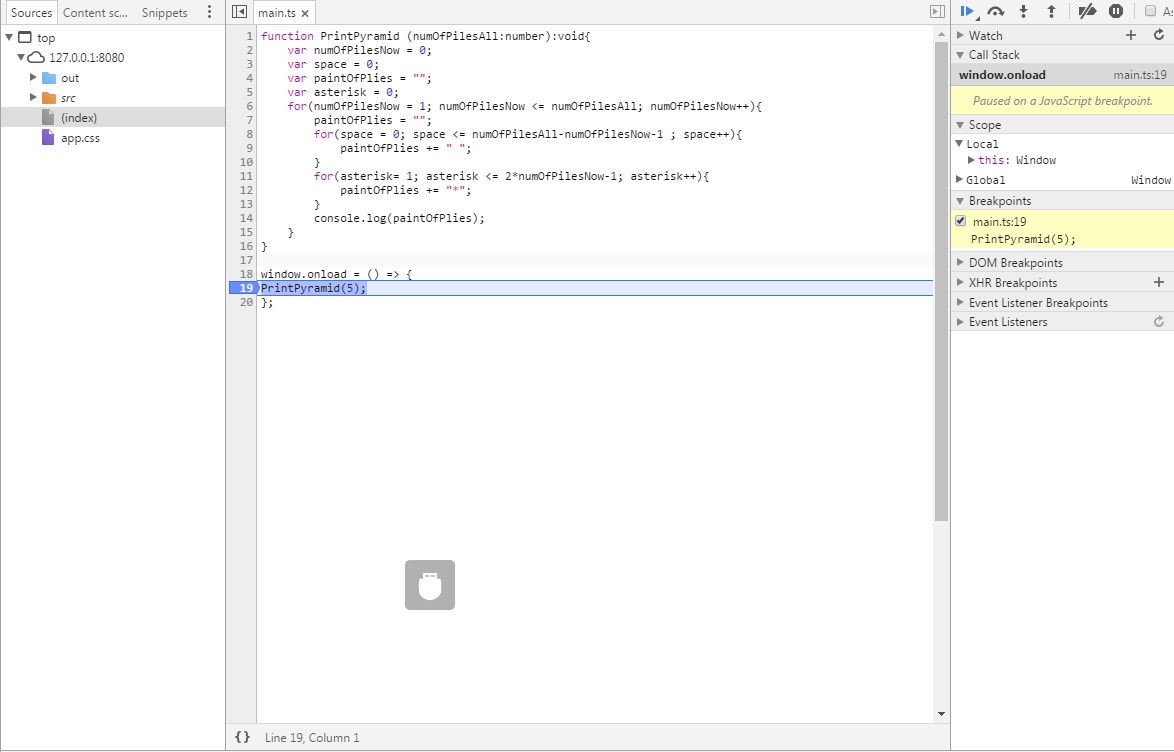 Sources Content sc... Snippets
top
127.0.0.1:8080
out
src
(index)
app.css
main.ts ×
1 function PrintPyramid (numOfPilesAll:number):void{
2 var numOfPilesNow = 0;
3 var space = 0;
4 var paintOfPlies = "";
5 var asterisk = 0;
6 for(numOfPilesNow = 1; numOfPilesNow <= numOfPilesAll; numOfPilesNow++){
7 paintOfPlies = "";
8 for(space = 0; space <= numOfPilesAll-numOfPilesNow-1 ; space++){
9 paintOfPlies += " ";
10 }
11 for(asterisk= 1; asterisk <= 2*numOfPilesNow-1; asterisk++){
12 paintOfPlies += "*";
13 }
14 console.log(paintOfPlies);
15 }
16 }
17
18 window.onload = () => {
19 PrintPyramid(5);
20 };
{} Line 19, Column 1
As
Watch
Call Stack
window.onload main.ts:19
Paused on a JavaScript breakpoint.
Scope
Local
this: Window
Global Window
Breakpoints
main.ts:19
PrintPyramid(5);
DOM Breakpoints
XHR Breakpoints
Event Listener Breakpoints
Event Listeners